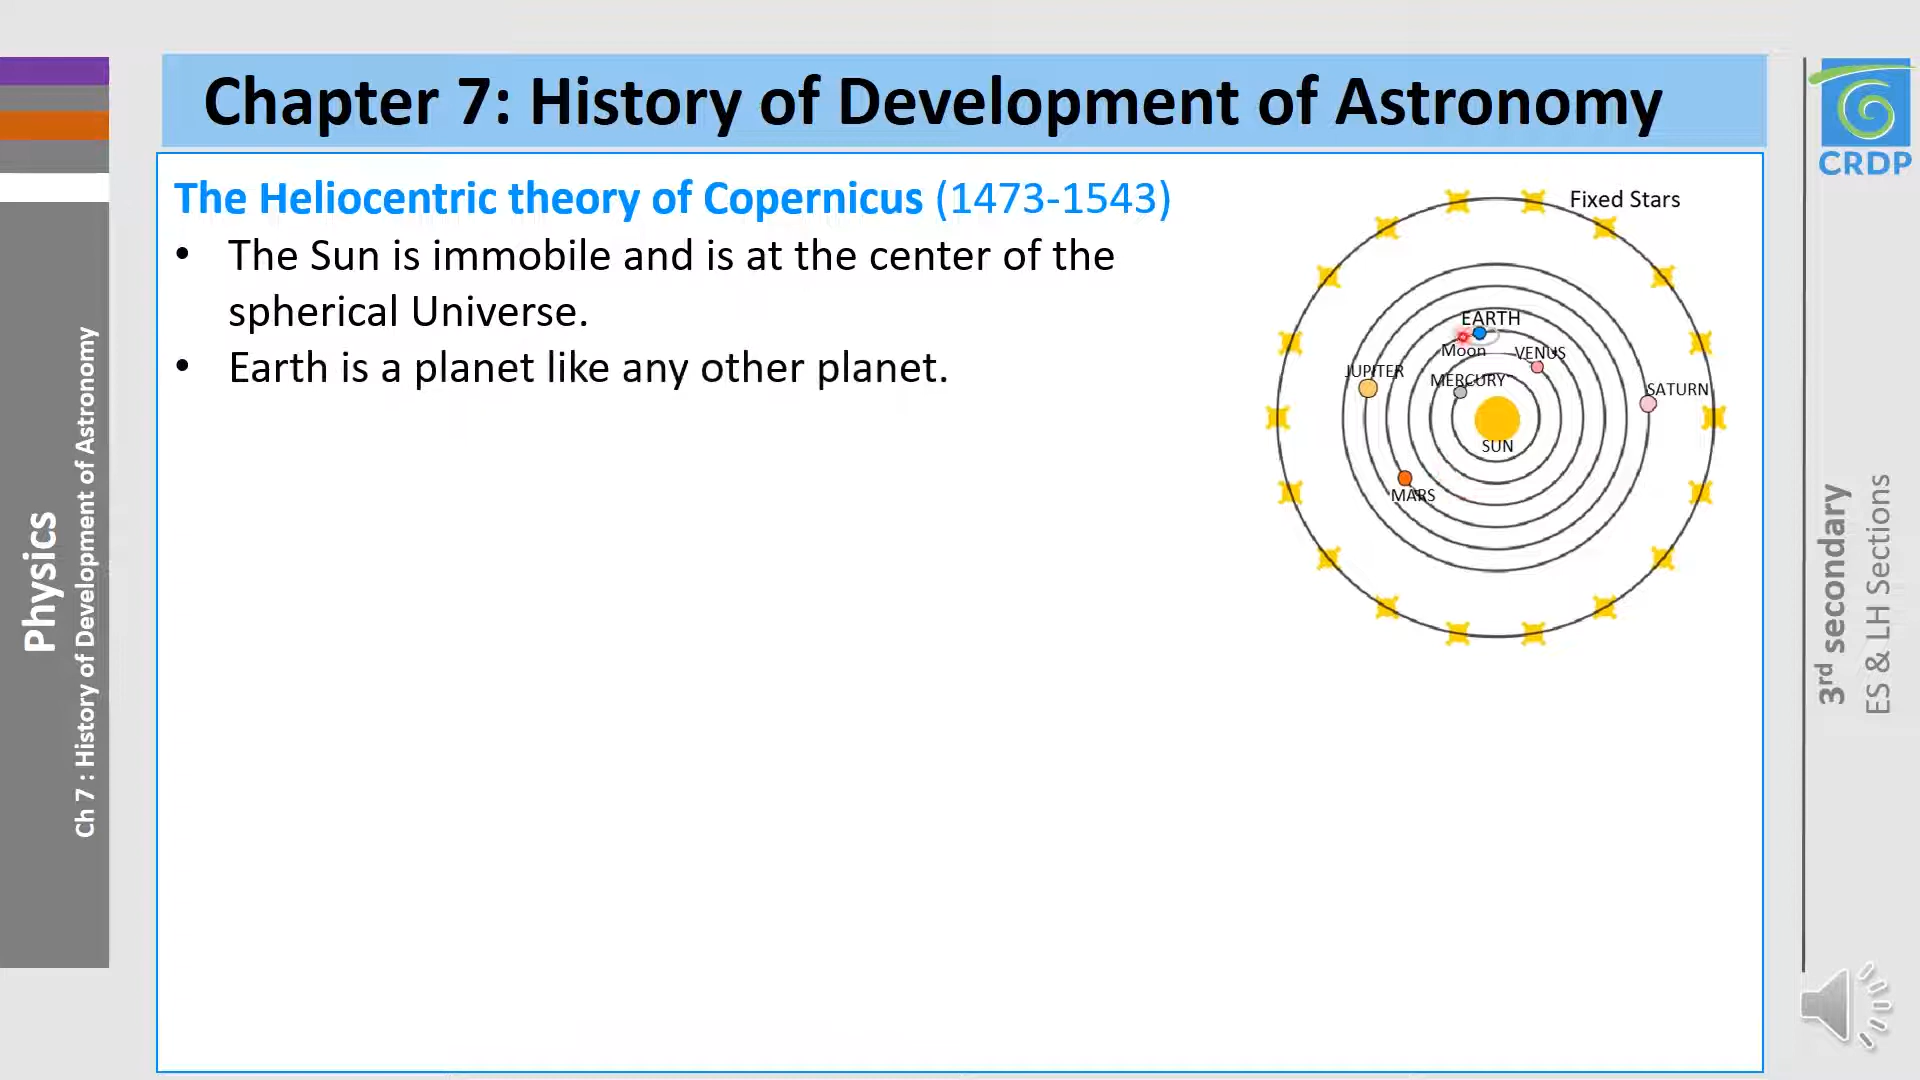 Chapter 7: History of Development of Astronomy
The Heliocentric theory of Copernicus (1473-1543)
• The Sun is immobile and is at the center of the
spherical Universe.
• Earth is a planet like any other planet.
Fixed Stars
EARTH
Moon
VENUS
JUPITER
MERCURY
SATURN
SUN
MARS
Physics
Ch 7 : History of Development of Astronomy
CRDP
3rd secondary
ES & LH Sections